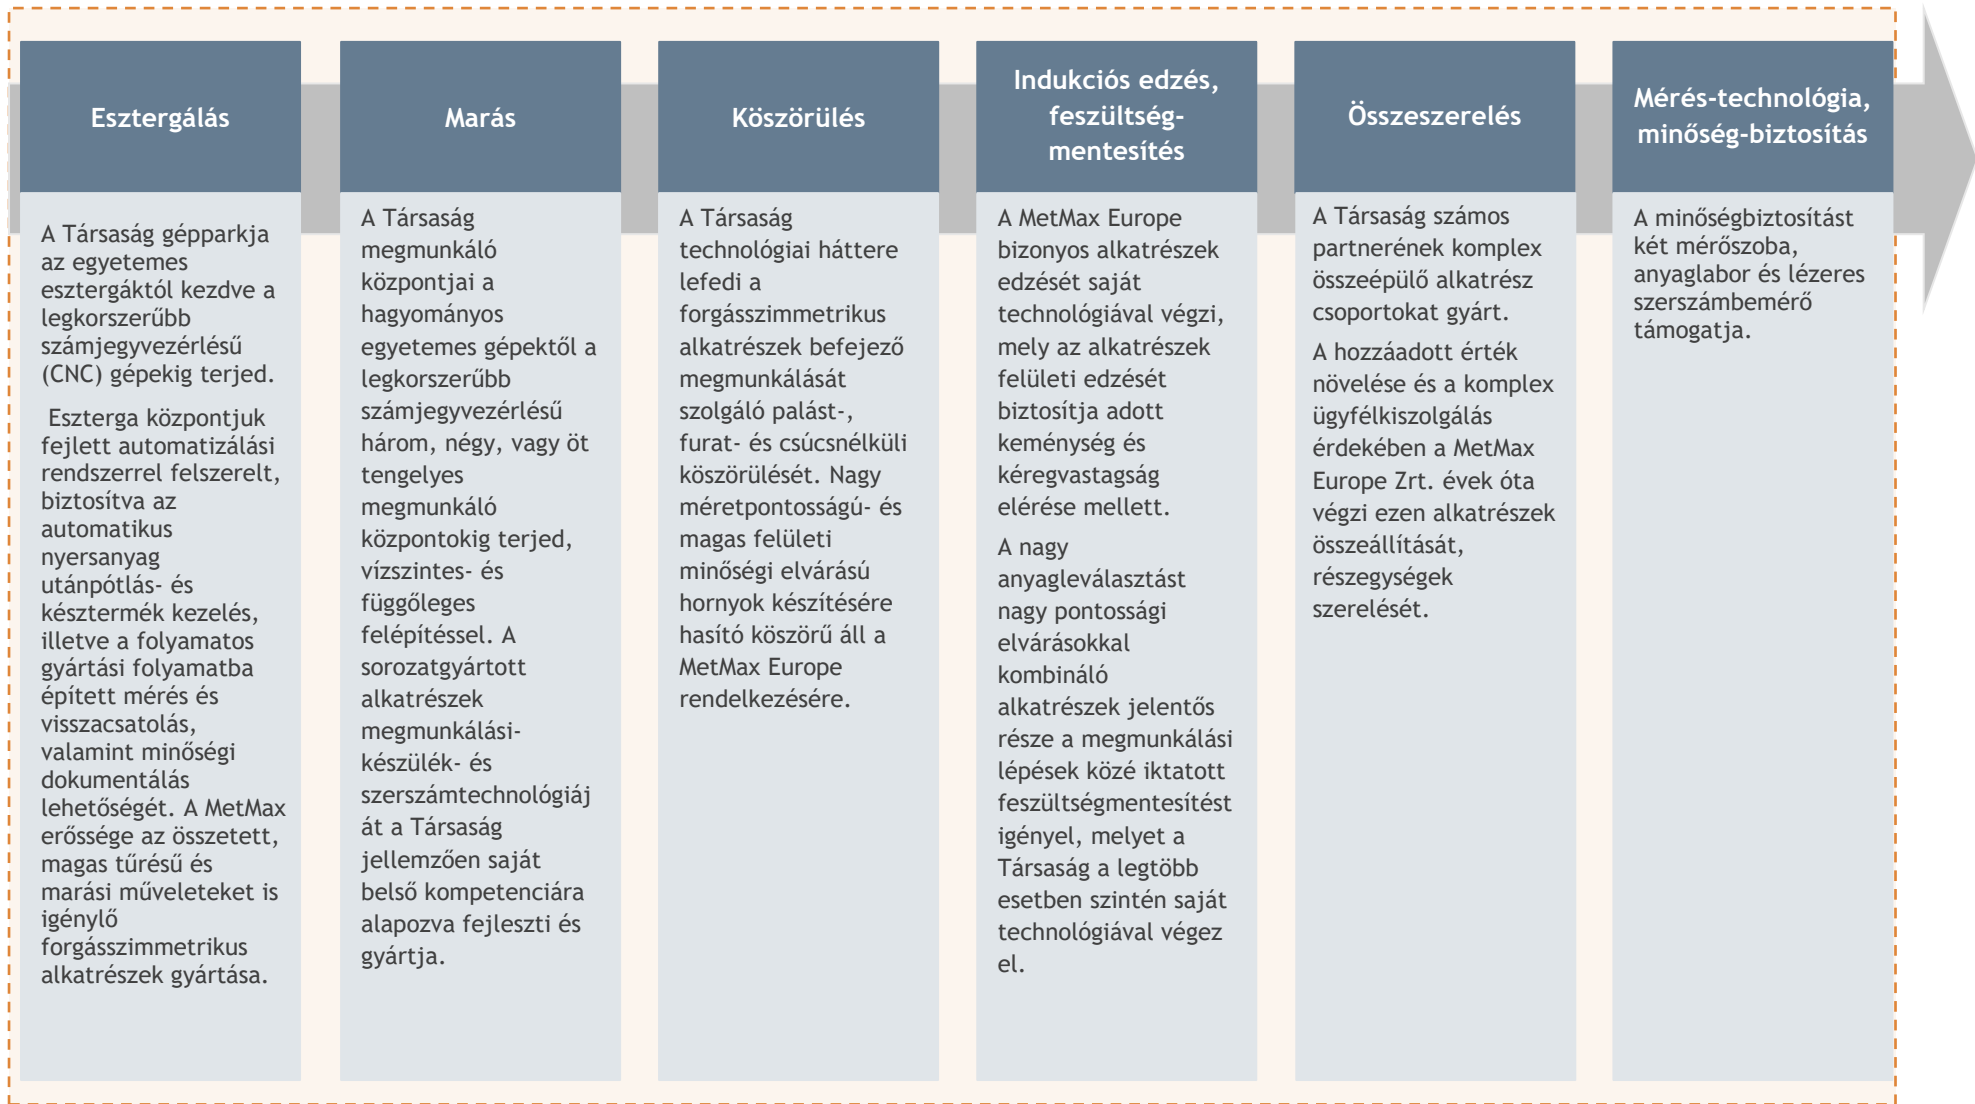 Esztergálás
A Társaság gépparkja
az egyetemes
esztergáktól kezdve a
legkorszerűbb
számjegyvezérlésű
(CNC) gépekig terjed.
Eszterga központjuk
fejlett automatizálási
rendszerrel felszerelt,
biztosítva az
automatikus
nyersanyag
utánpótlás- és
késztermék kezelés,
illetve a folyamatos
gyártási folyamatba
épített mérés és
visszacsatolás,
valamint minőségi
dokumentálás
lehetőségét. A MetMax
erőssége az összetett,
magas tűrésű és
marási műveleteket is
igénylő
forgásszimmetrikus
alkatrészek gyártása.
Marás
A Társaság
megmunkáló
központjai a
hagyományos
egyetemes gépektől a
legkorszerűbb
számjegyvezérlésű
három, négy, vagy öt
tengelyes
megmunkáló
központokig terjed,
vízszintes- és
függőleges
felépítéssel. A
sorozatgyártott
alkatrészek
megmunkálási-
készülék- és
szerszámtechnológiáj
át a Társaság
jellemzően saját
belső kompetenciára
alapozva fejleszti és
gyártja.
Köszörülés
A Társaság
technológiai háttere
lefedi a
forgásszimmetrikus
alkatrészek befejező
megmunkálását
szolgáló palást-,
furat- és csúcsnélküli
köszörülését. Nagy
méretpontosságú- és
magas felületi
minőségi elvárású
hornyok készítésére
hasító köszörű áll a
MetMax Europe
rendelkezésére.
Indukciós edzés,
feszültség-
mentesítés
A MetMax Europe
bizonyos alkatrészek
edzését saját
technológiával végzi,
mely az alkatrészek
felületi edzését
biztosítja adott
keménység és
kéregvastagság
elérése mellett.
A nagy
anyagleválasztást
nagy pontossági
elvárásokkal
kombináló
alkatrészek jelentős
része a megmunkálási
lépések közé iktatott
feszültségmentesítést
igényel, melyet a
Társaság a legtöbb
esetben szintén saját
technológiával végez
el.
Összeszerelés
A Társaság számos
partnerének komplex
összeépülő alkatrész
csoportokat gyárt.
A hozzáadott érték
növelése és a komplex
ügyfélkiszolgálás
érdekében a MetMax
Europe Zrt. évek óta
végzi ezen alkatrészek
összeállítását,
részegységek
szerelését.
Mérés-technológia,
minőség-biztosítás
A minőségbiztosítást
két mérőszoba,
anyaglabor és lézeres
szerszámbemérő
támogatja.